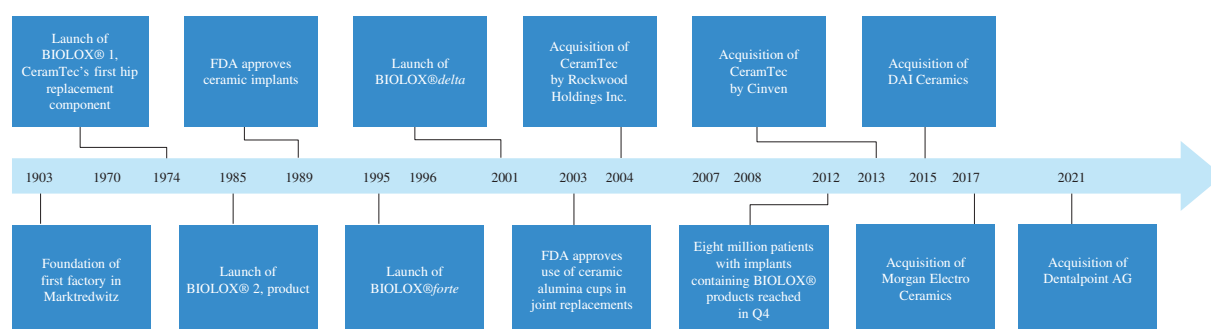 Launch of
BIOLOX® 1,
CeramTec's first hip
replacement
component
FDA approves
ceramic implants
Launch of
BIOLOX®delta
Acquisition of
CeramTec
by Rockwood
Holdings Inc.
Acquisition of
CeramTec
by Cinven
Acquisition of
DAI Ceramics
1903 1970 1974 1985 1989 1995 1996 2001 2003 2004 2007 2008 2012 2013 2015 2017 2021
Foundation of
first factory in
Marktredwitz
Launch of
BIOLOX® 2, product
Launch of
BIOLOX®forte
FDA approves
use of ceramic
alumina cups in
joint replacements
Eight million patients
with implants
containing BIOLOX®
products reached
in Q4
Acquisition of
Morgan Electro
Ceramics
Acquisition of
Dentalpoint AG